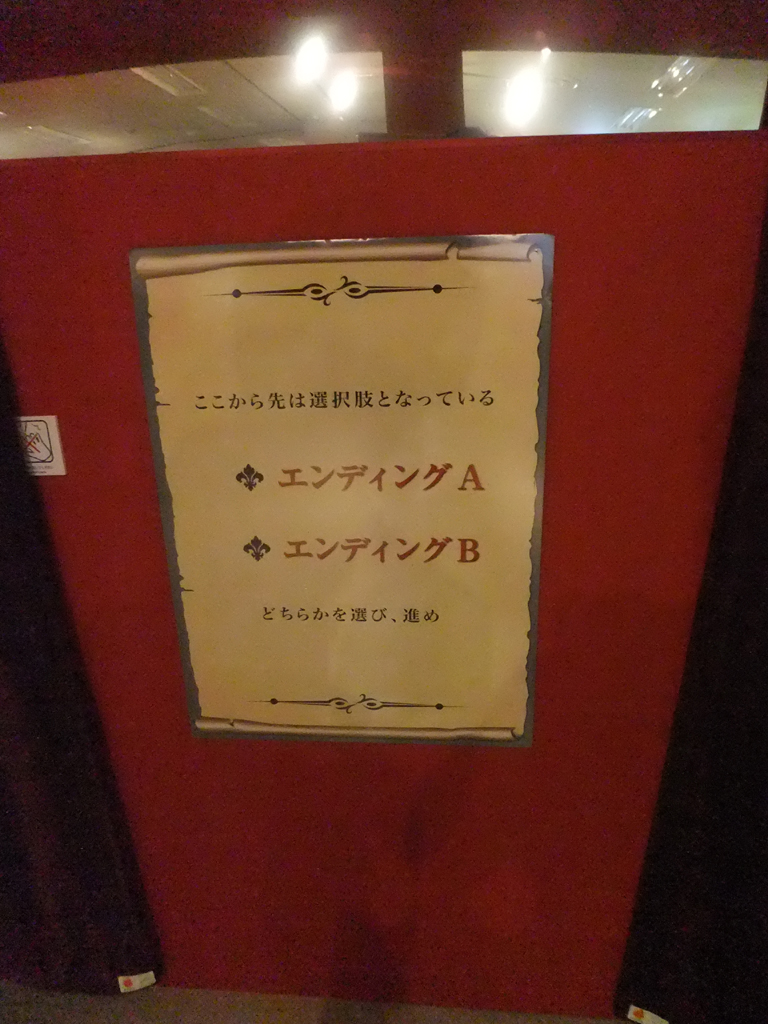 ここから先は選択肢となっている
エンディングA
エンディングB
どちらかを選び、進め